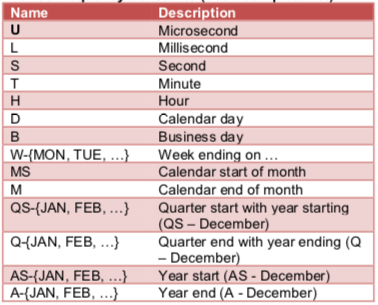 Name Description
U Microsecond
L Millisecond
S Second
T Minute
H Hour
D Calendar day
B Business day
W-{MON, TUE, …} Week ending on …
MS Calendar start of month
M Calendar end of month
QS-{JAN, FEB, …} Quarter start with year starting
(QS – December)
Q-{JAN, FEB, …} Quarter end with year ending (Q
– December)
AS-{JAN, FEB, …} Year start (AS - December)
A-{JAN, FEB, …} Year end (A - December)